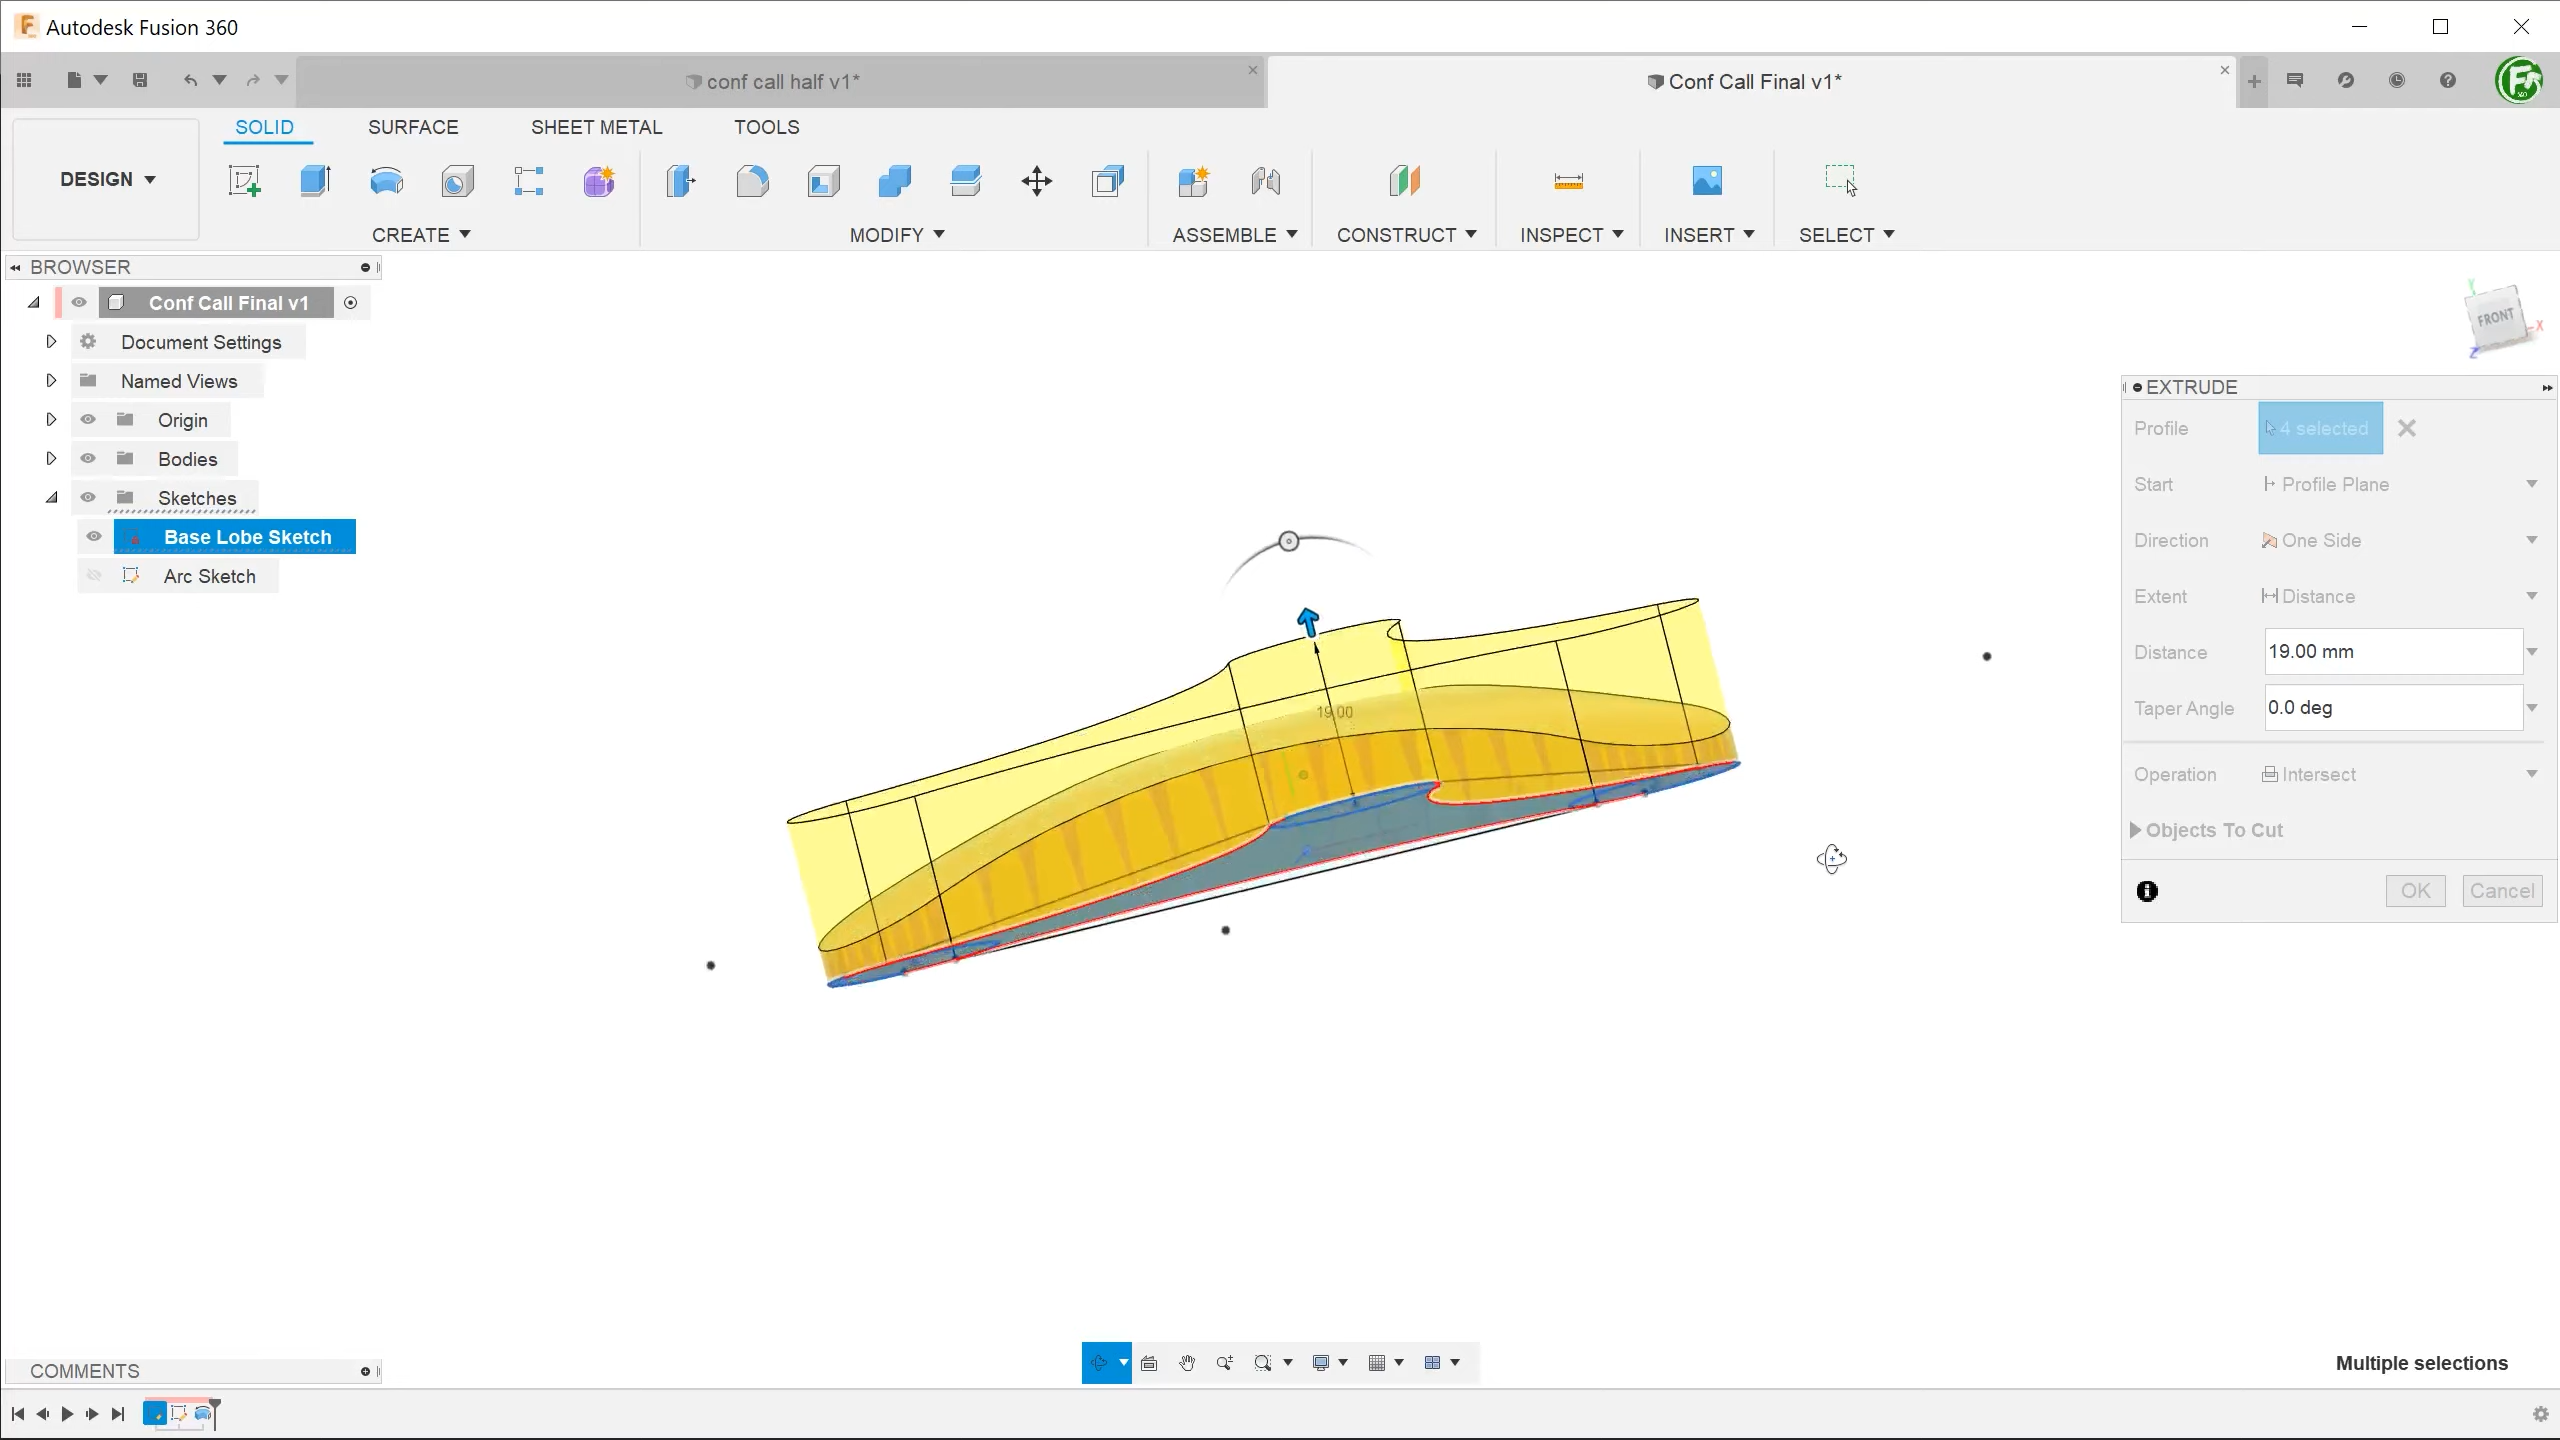 Autodesk Fusion 360
conf call half v1*
Conf Call Final v1*
SOLID
SURFACE
SHEET METAL
TOOLS
DESIGN
CREATE
MODIFY
ASSEMBLE
CONSTRUCT
INSPECT
INSERT
SELECT
BROWSER
Conf Call Final v1
Document Settings
Named Views
Origin
Bodies
Sketches
Base Lobe Sketch
Arc Sketch
Y
FRONT
X
Z
19.00
EXTRUDE
Profile 4 selected
Start Profile Plane
Direction One Side
Extent Distance
Distance 19.00 mm
Taper Angle 0.0 deg
Operation Intersect
Objects To Cut
OK Cancel
COMMENTS
Multiple selections